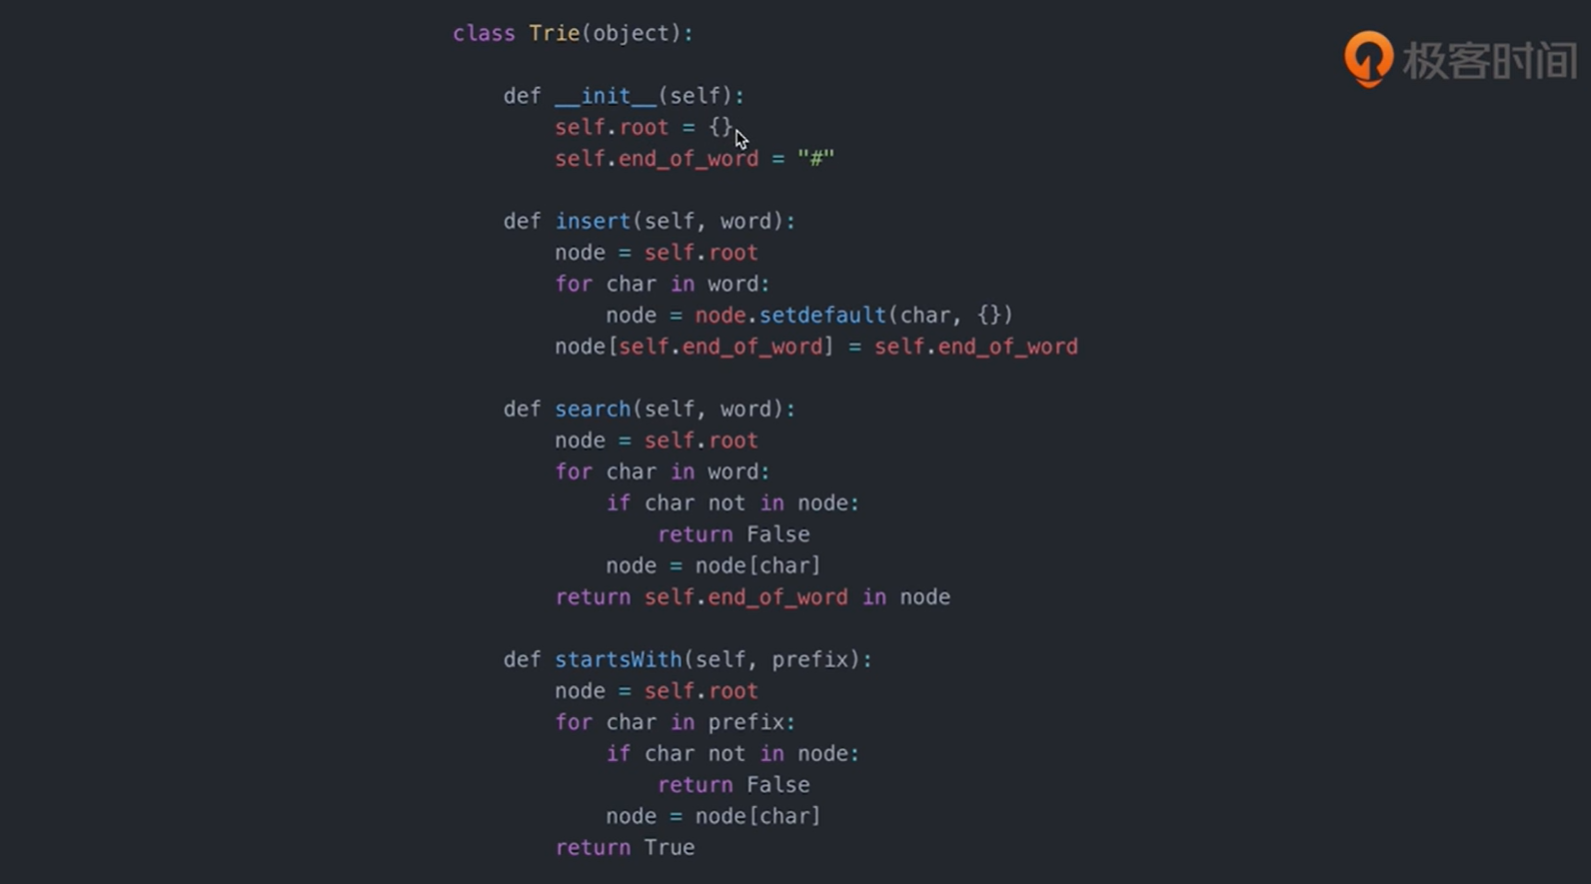 class Trie(object):
极客时间
    def __init__(self):
        self.root = {}
        self.end_of_word = "#"
    def insert(self, word):
        node = self.root
        for char in word:
            node = node.setdefault(char, {})
        node[self.end_of_word] = self.end_of_word
    def search(self, word):
        node = self.root
        for char in word:
            if char not in node:
                return False
            node = node[char]
        return self.end_of_word in node
    def startsWith(self, prefix):
        node = self.root
        for char in prefix:
            if char not in node:
                return False
            node = node[char]
        return True